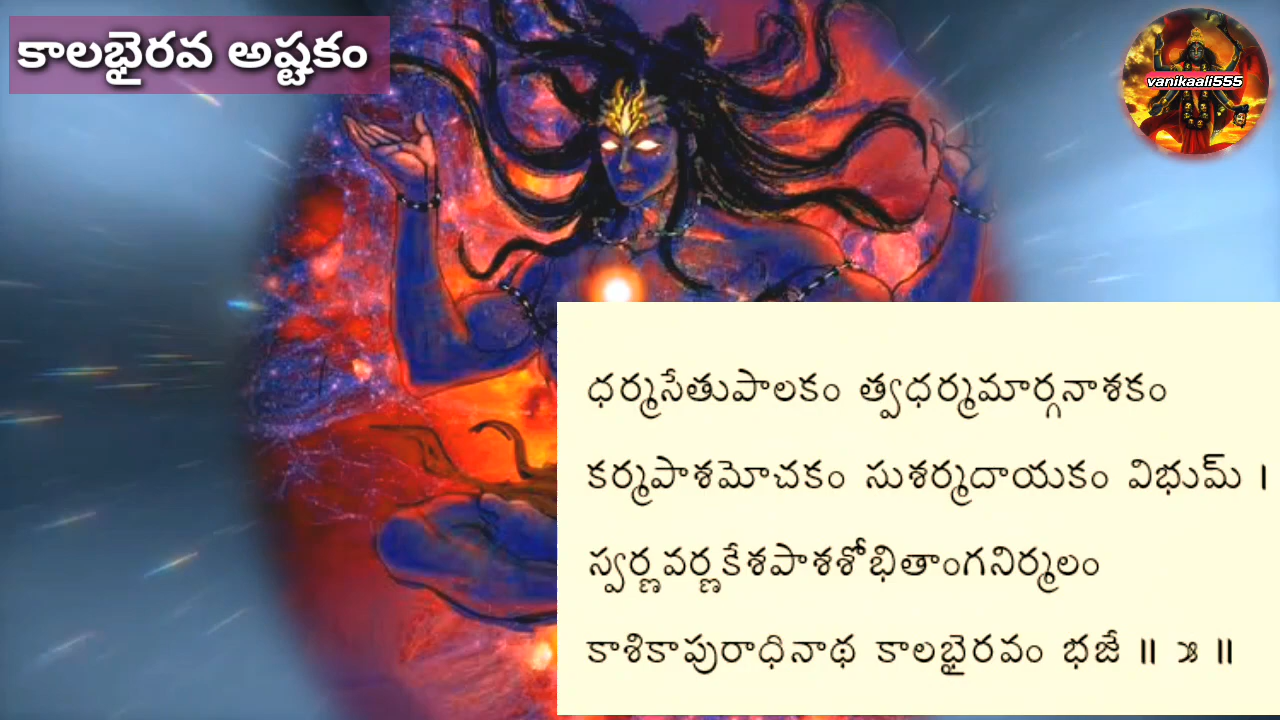 కాలభైరవ అష్టకం
vanikaali555
ధర్మసేతుపాలకం త్వధర్మమార్గనాశకం
కర్మపాశమోచకం సుశర్మదాయకం విభుమ్ ।
స్వర్ణవర్ణకేశపాశశోభితాంగనిర్మలం
కాశికాపురాధినాథ కాలభైరవం భజే ॥ ౫ ॥